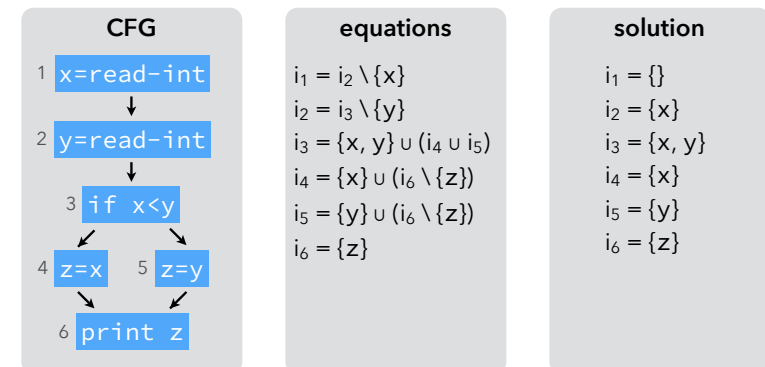 CFG
1 x=read-int
2 y=read-int
3 if x<y
4 z=x 5 z=y
6 print z
equations
i₁ = i₂ \ {x}
i₂ = i₃ \ {y}
i₃ = {x, y} ∪ (i₄ ∪ i₅)
i₄ = {x} ∪ (i₆ \ {z})
i₅ = {y} ∪ (i₆ \ {z})
i₆ = {z}
solution
i₁ = {}
i₂ = {x}
i₃ = {x, y}
i₄ = {x}
i₅ = {y}
i₆ = {z}